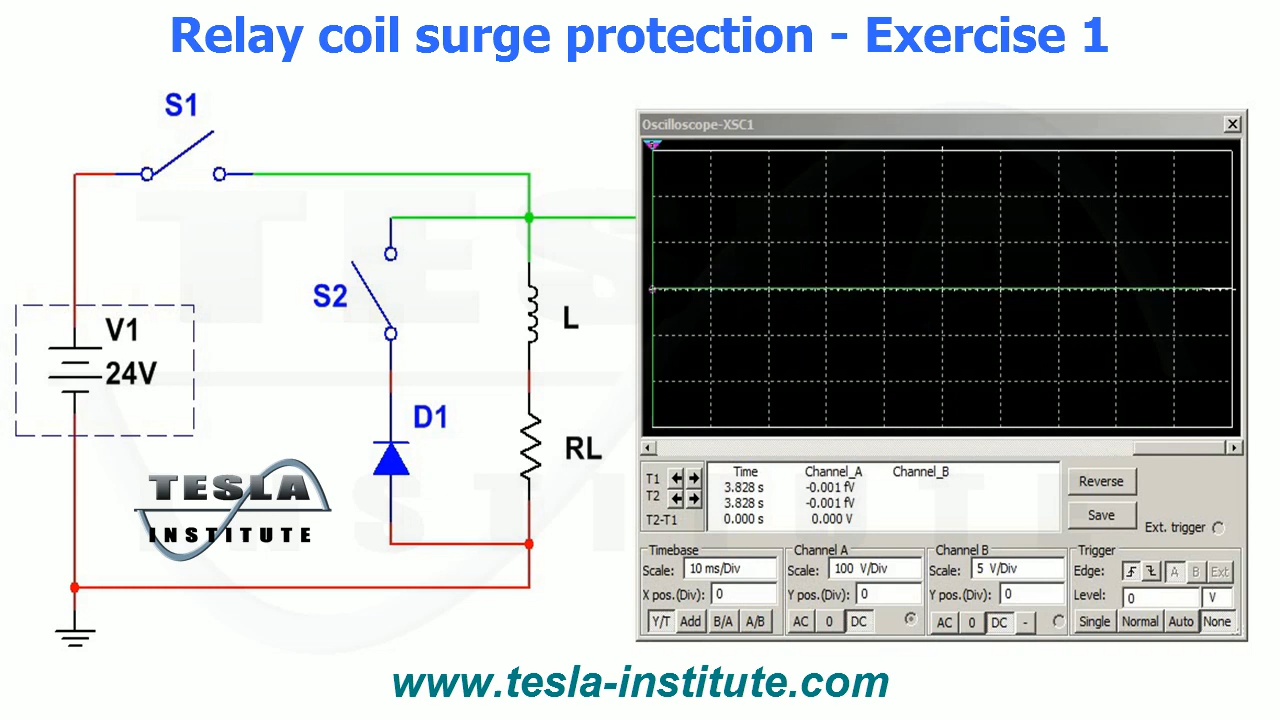 Relay coil surge protection - Exercise 1
S1
S2
V1
24V
D1
L
RL
TESLA
INSTITUTE
Oscilloscope-XSC1
Time Channel_A Channel_B
T1 3.828 s -0.001 fV
T2 3.828 s -0.001 fV
T2-T1 0.000 s 0.000 V
Reverse
Save
Ext. trigger
Timebase
Scale: 10 ms/Div
X pos.(Div): 0
Y/T Add B/A A/B
Channel A
Scale: 100 V/Div
Y pos.(Div): 0
AC 0 DC
Channel B
Scale: 5 V/Div
Y pos.(Div): 0
AC 0 DC -
Trigger
Edge: A B Ext
Level: 0 V
Single Normal Auto None
www.tesla-institute.com